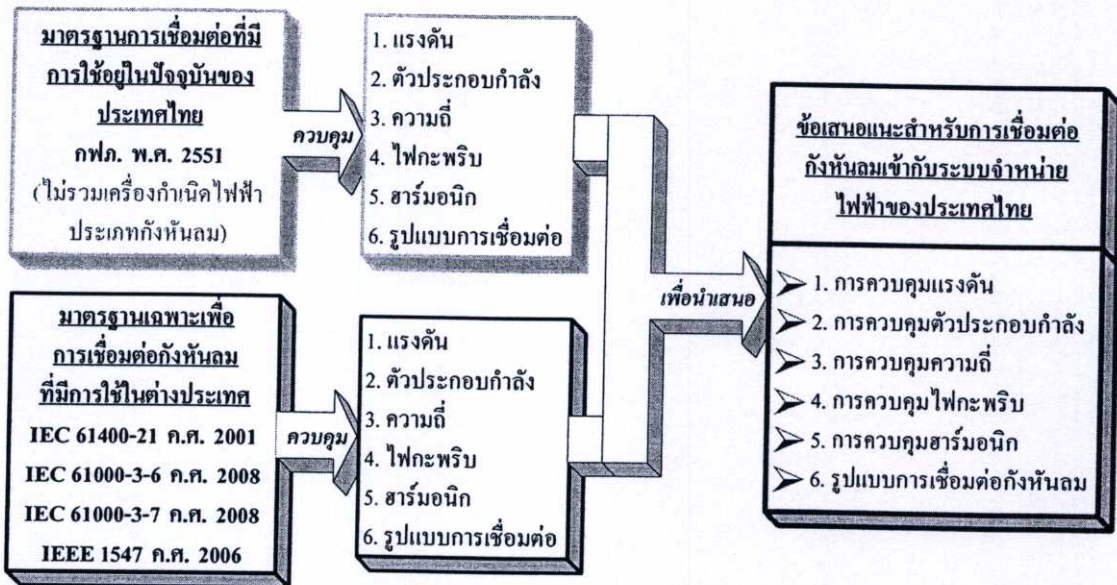 มาตรฐานการเชื่อมต่อที่มี
การใช้อยู่ในปัจจุบันของ
ประเทศไทย
กฟภ. พ.ศ. 2551
(ไม่รวมเครื่องกำเนิดไฟฟ้า
ประเภทกังหันลม)
ควบคุม
1. แรงดัน
2. ตัวประกอบกำลัง
3. ความถี่
4. ไฟกะพริบ
5. ฮาร์มอนิก
6. รูปแบบการเชื่อมต่อ
มาตรฐานเฉพาะเพื่อ
การเชื่อมต่อกังหันลม
ที่มีการใช้ในต่างประเทศ
IEC 61400-21 ค.ศ. 2001
IEC 61000-3-6 ค.ศ. 2008
IEC 61000-3-7 ค.ศ. 2008
IEEE 1547 ค.ศ. 2006
ควบคุม
1. แรงดัน
2. ตัวประกอบกำลัง
3. ความถี่
4. ไฟกะพริบ
5. ฮาร์มอนิก
6. รูปแบบการเชื่อมต่อ
เพื่อนำเสนอ
ข้อเสนอแนะสำหรับการเชื่อมต่อ
กังหันลมเข้ากับระบบจำหน่าย
ไฟฟ้าของประเทศไทย
1. การควบคุมแรงดัน
2. การควบคุมตัวประกอบกำลัง
3. การควบคุมความถี่
4. การควบคุมไฟกะพริบ
5. การควบคุมฮาร์มอนิก
6. รูปแบบการเชื่อมต่อกังหันลม